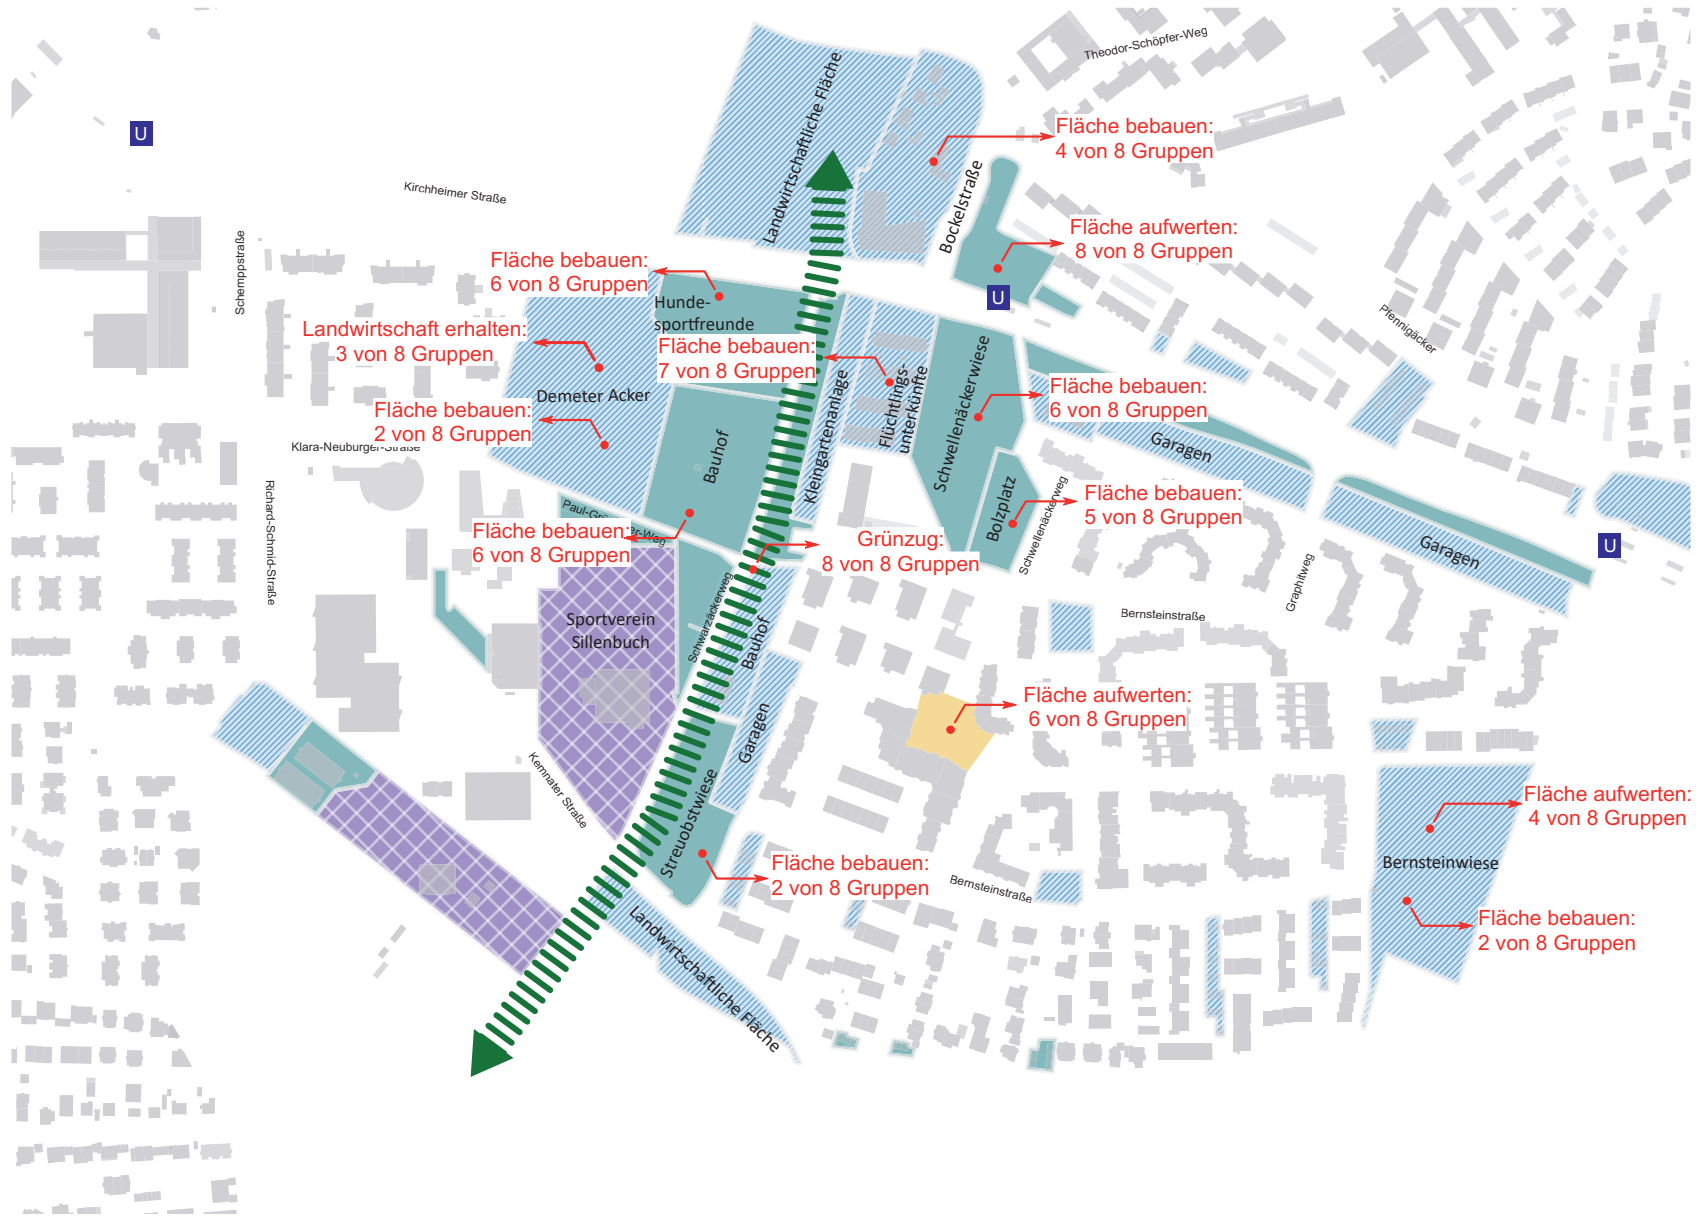 Theodor-Schöpfer-Weg
Landwirtschaftliche Fläche
Fläche bebauen:
4 von 8 Gruppen
U
Kirchheimer Straße
Bockelstraße
Fläche aufwerten:
8 von 8 Gruppen
Schemppstraße
Fläche bebauen:
6 von 8 Gruppen
Hunde-
sportfreunde
U
Landwirtschaft erhalten:
3 von 8 Gruppen
Fläche bebauen:
7 von 8 Gruppen
Pfennigäcker
Demeter Acker
Kleingartenanlage
Flüchtlings-
unterkünfte
Schwellenäckerwiese
Fläche bebauen:
6 von 8 Gruppen
Fläche bebauen:
2 von 8 Gruppen
Klara-Neuburger-Straße
Bauhof
Garagen
Richard-Schmid-Straße
Bolzplatz
Fläche bebauen:
5 von 8 Gruppen
Schwellenäckerweg
Fläche bebauen:
6 von 8 Gruppen
Grünzug:
8 von 8 Gruppen
Garagen
U
Graphitweg
Sportverein
Sillenbuch
Schwarzäckerweg
Bauhof
Bernsteinstraße
Fläche aufwerten:
6 von 8 Gruppen
Garagen
Kemnater Straße
Streuobstwiese
Fläche aufwerten:
4 von 8 Gruppen
Bernsteinwiese
Fläche bebauen:
2 von 8 Gruppen
Bernsteinstraße
Fläche bebauen:
2 von 8 Gruppen
Landwirtschaftliche Fläche